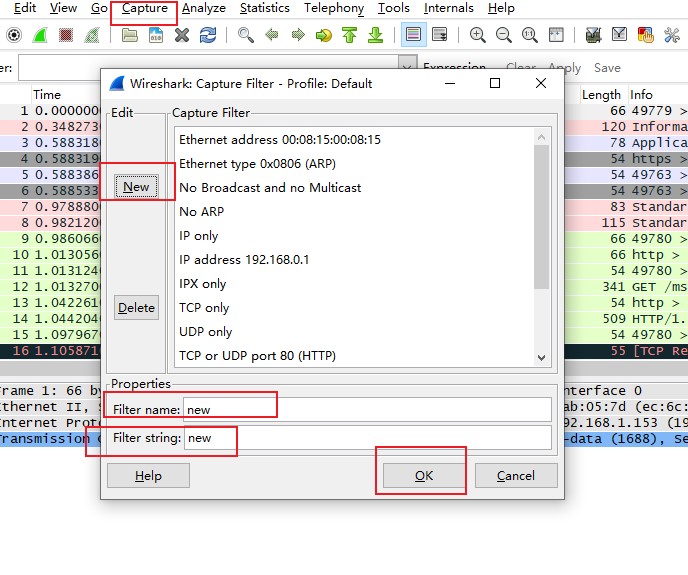 Edit View Go Capture Analyze Statistics Telephony Tools Internals Help
er: Expression... Clear Apply Save
Time Length Info
Wireshark: Capture Filter - Profile: Default
Edit Capture Filter
New
Delete
Ethernet address 00:08:15:00:08:15
Ethernet type 0x0806 (ARP)
No Broadcast and no Multicast
No ARP
IP only
IP address 192.168.0.1
IPX only
TCP only
UDP only
TCP or UDP port 80 (HTTP)
Properties
Filter name: new
Filter string: new
Help OK Cancel
1 0.0000000 66 49779 >
2 0.3482730 120 Informa
3 0.5883180 78 Applica
4 0.588319 54 https >
5 0.588386 54 49763 >
6 0.588533 54 49763 >
7 0.978880 83 Standar
8 0.982120 115 Standar
9 0.986066 66 49780 >
10 1.013056 66 http >
11 1.013124 54 49780 >
12 1.013270 341 GET /ms
13 1.042261 54 http >
14 1.044204 509 HTTP/1.
15 1.097967 54 49780 >
16 1.105871 55 [TCP Re
Frame 1: 66 by nterface 0
Ethernet II, S ab:05:7d (ec:6c:
Internet Proto 92.168.1.153 (19
Transmission -data (1688), Se